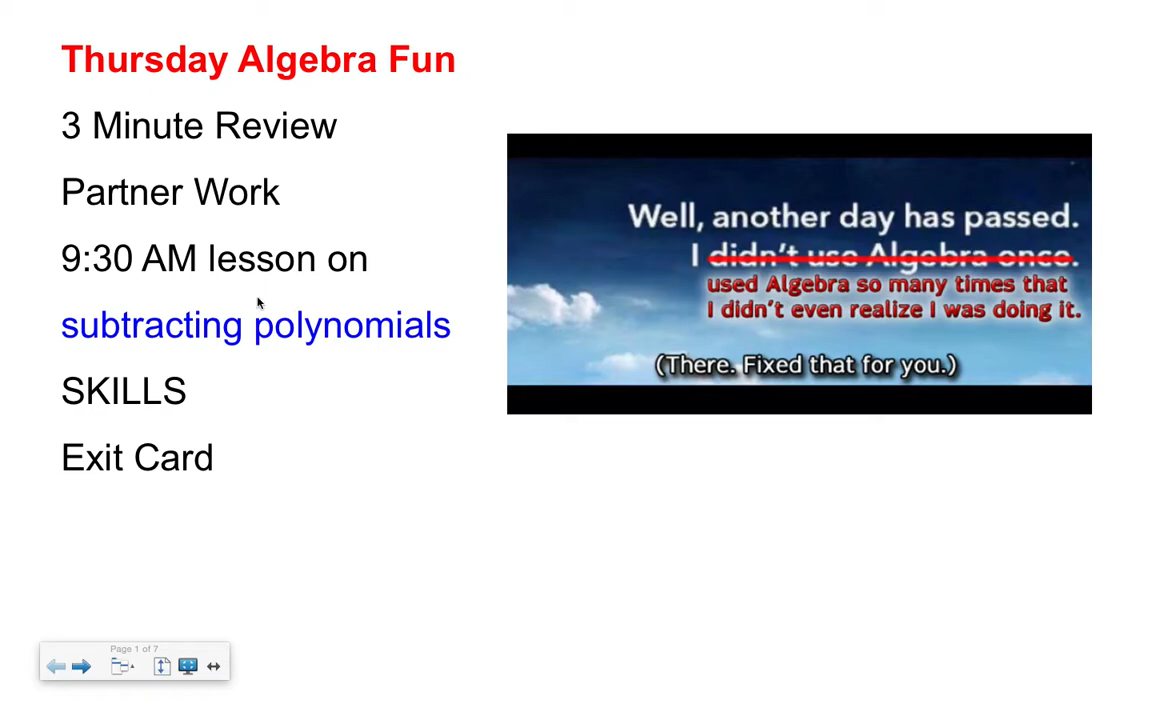 Thursday Algebra Fun
3 Minute Review
Partner Work
9:30 AM lesson on
subtracting polynomials
SKILLS
Exit Card
Well, another day has passed.
I didn't use Algebra once.
used Algebra so many times that
I didn't even realize I was doing it.
(There. Fixed that for you.)
Page 1 of 7